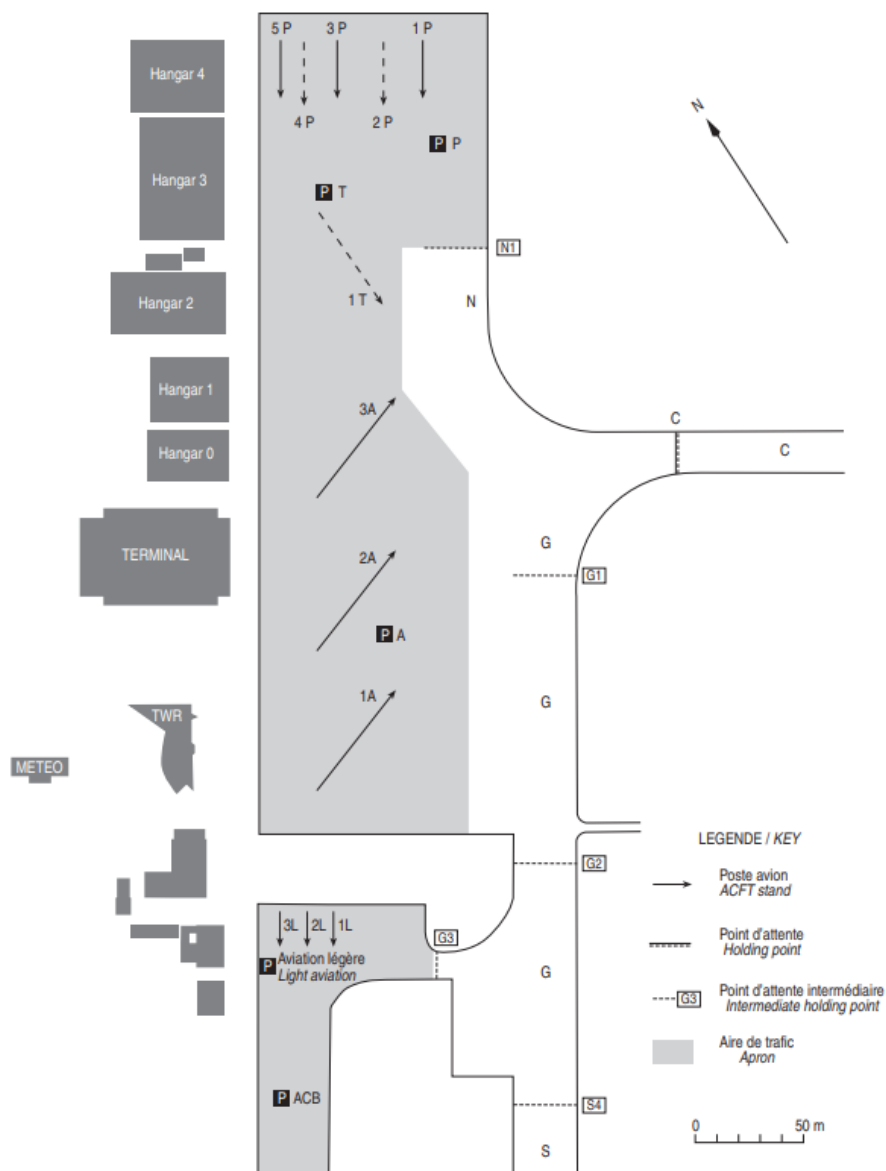 5 P
3 P
1 P
Hangar 4
4 P
2 P
P P
N
Hangar 3
P T
N1
Hangar 2
1 T
N
Hangar 1
3A
C
Hangar 0
C
TERMINAL
G
2A
G1
P A
1A
G
TWR
METEO
LEGENDE / KEY
G2
Poste avion
ACFT stand
3L
2L
1L
G3
Point d'attente
Holding point
P Aviation légère
Light aviation
G
G3
Point d'attente intermédiaire
Intermediate holding point
Aire de trafic
Apron
P ACB
S4
0
50 m
S